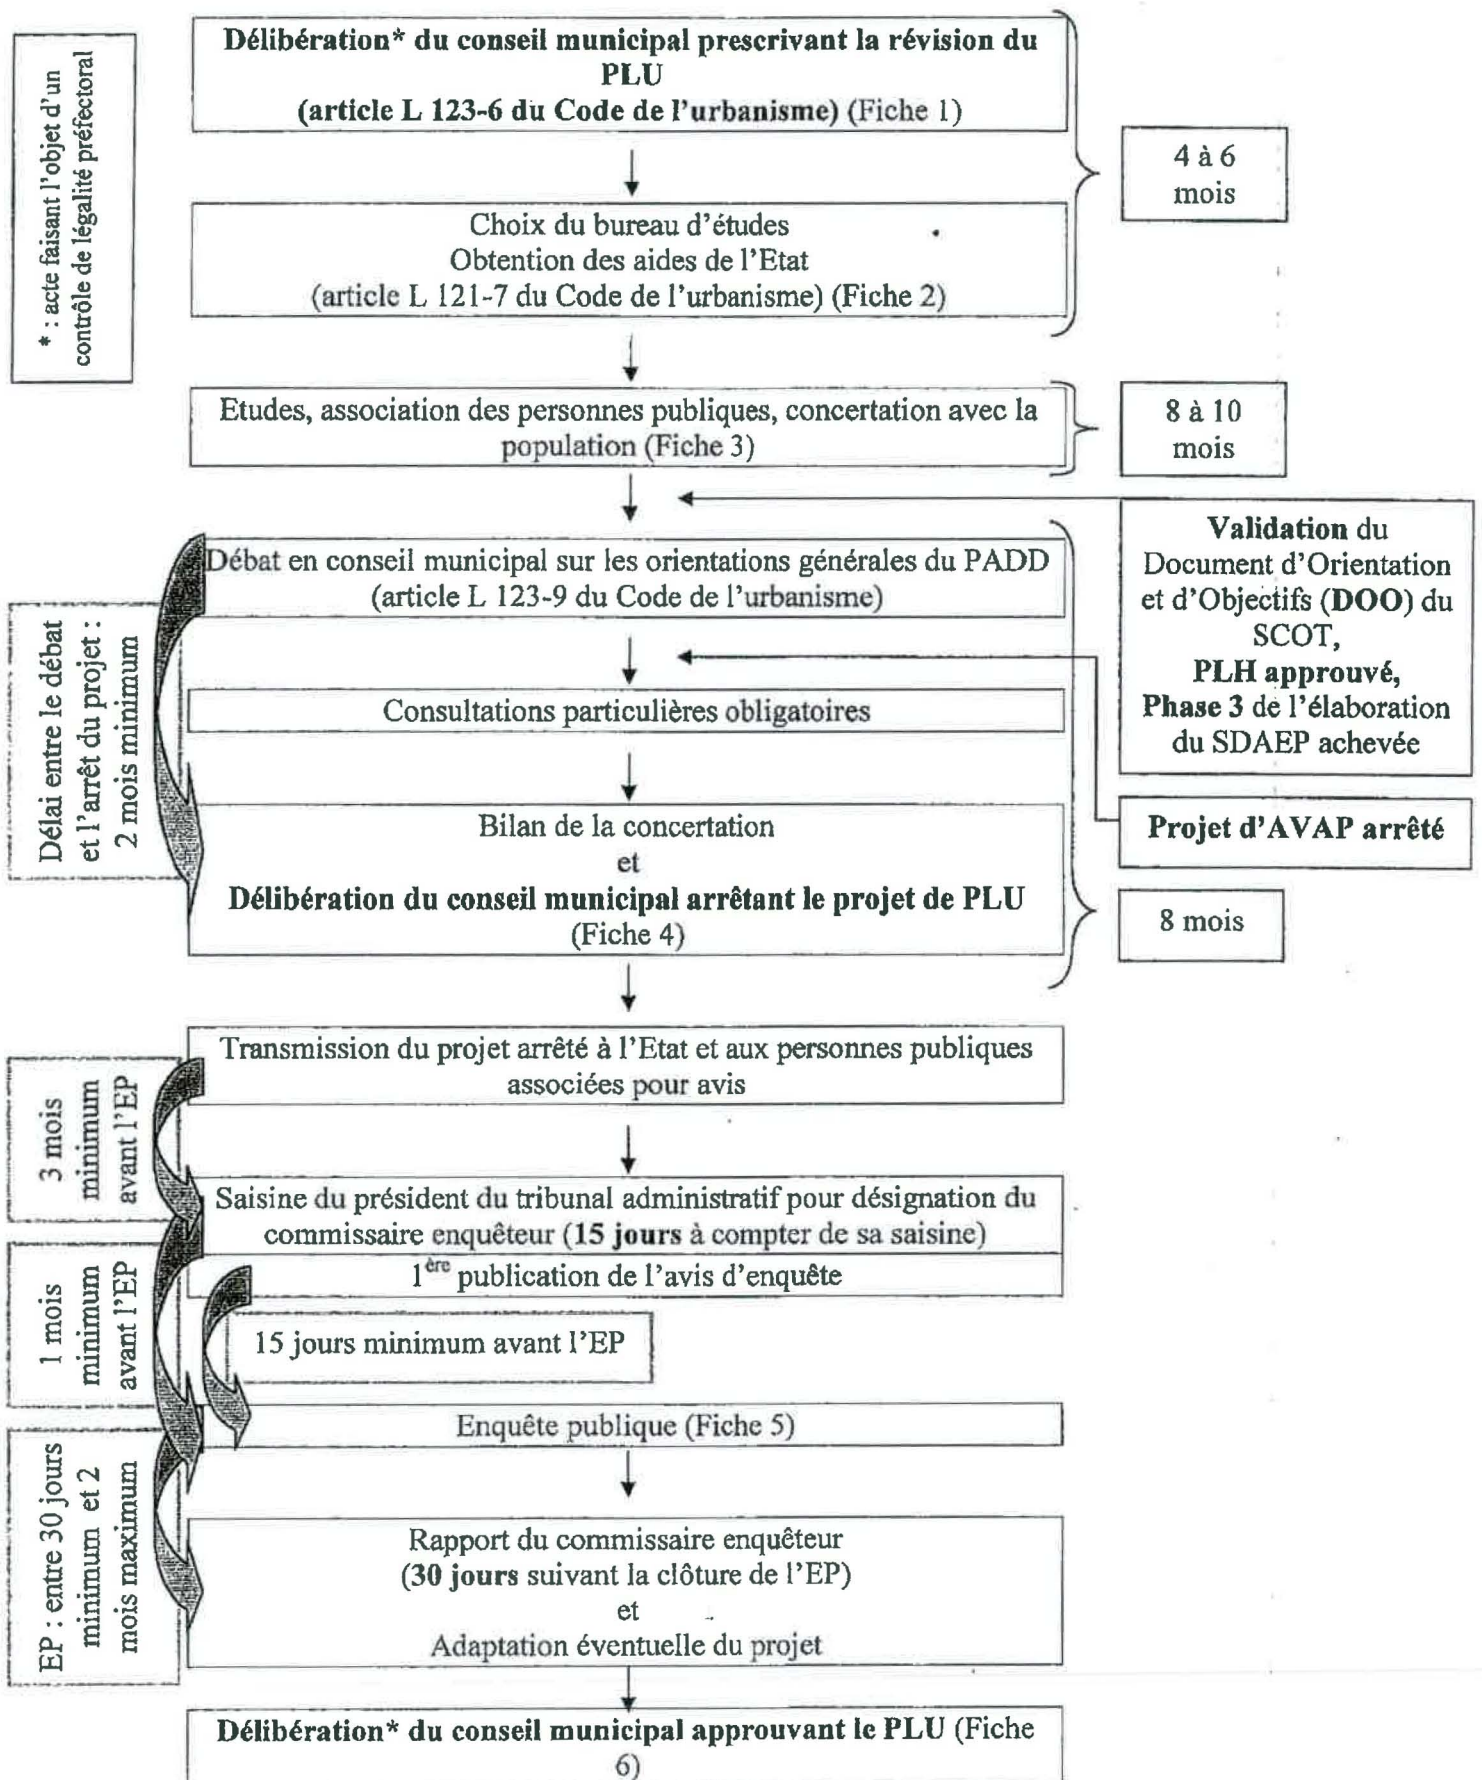 * : acte faisant l'objet d'un
contrôle de légalité préfectoral
Délibération* du conseil municipal prescrivant la révision du
PLU
(article L 123-6 du Code de l'urbanisme) (Fiche 1)
4 à 6
mois
Choix du bureau d'études
Obtention des aides de l'Etat
(article L 121-7 du Code de l'urbanisme) (Fiche 2)
Etudes, association des personnes publiques, concertation avec la
population (Fiche 3)
8 à 10
mois
Validation du
Document d'Orientation
et d'Objectifs (DOO) du
SCOT,
PLH approuvé,
Phase 3 de l'élaboration
du SDAEP achevée
Débat en conseil municipal sur les orientations générales du PADD
(article L 123-9 du Code de l'urbanisme)
Délai entre le débat
et l'arrêt du projet :
2 mois minimum
Consultations particulières obligatoires
Projet d'AVAP arrêté
Bilan de la concertation
et
Délibération du conseil municipal arrêtant le projet de PLU
(Fiche 4)
8 mois
Transmission du projet arrêté à l'Etat et aux personnes publiques
associées pour avis
3 mois
minimum
avant l'EP
Saisine du président du tribunal administratif pour désignation du
commissaire enquêteur (15 jours à compter de sa saisine)
1ère publication de l'avis d'enquête
1 mois
minimum
avant l'EP
15 jours minimum avant l'EP
Enquête publique (Fiche 5)
EP : entre 30 jours
minimum et 2
mois maximum
Rapport du commissaire enquêteur
(30 jours suivant la clôture de l'EP)
et
Adaptation éventuelle du projet
Délibération* du conseil municipal approuvant le PLU (Fiche
6)